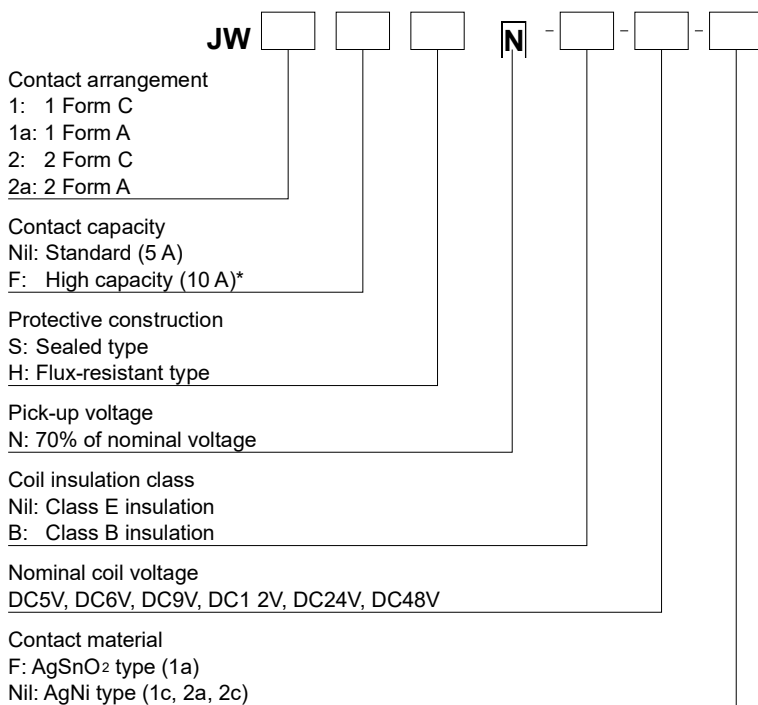 JW N - - -
Contact arrangement
1: 1 Form C
1a: 1 Form A
2: 2 Form C
2a: 2 Form A
Contact capacity
Nil: Standard (5 A)
F: High capacity (10 A)*
Protective construction
S: Sealed type
H: Flux-resistant type
Pick-up voltage
N: 70% of nominal voltage
Coil insulation class
Nil: Class E insulation
B: Class B insulation
Nominal coil voltage
DC5V, DC6V, DC9V, DC1 2V, DC24V, DC48V
Contact material
F: AgSnO2 type (1a)
Nil: AgNi type (1c, 2a, 2c)